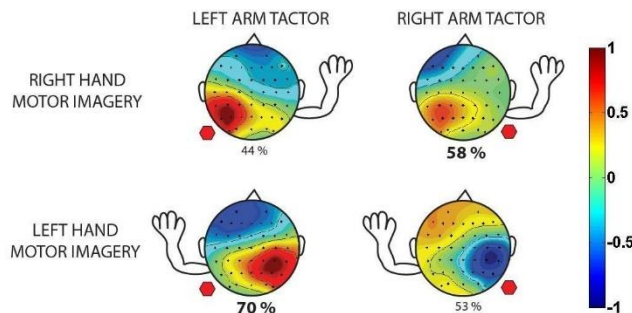 LEFT ARM TACTOR
RIGHT ARM TACTOR
RIGHT HAND
MOTOR IMAGERY
44 %
58 %
LEFT HAND
MOTOR IMAGERY
70 %
53 %
1
0.5
0
-0.5
-1